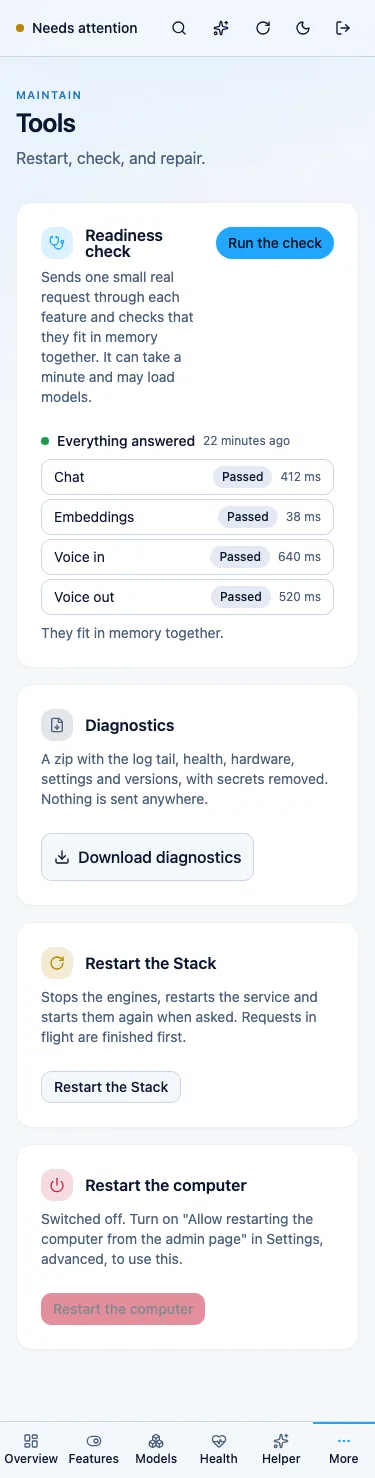 Needs attention
MAINTAIN
Tools
Restart, check, and repair.
Readiness
check
Run the check
Sends one small real
request through each
feature and checks that
they fit in memory
together. It can take a
minute and may load
models.
Everything answered 22 minutes ago
Chat Passed 412 ms
Embeddings Passed 38 ms
Voice in Passed 640 ms
Voice out Passed 520 ms
They fit in memory together.
Diagnostics
A zip with the log tail, health, hardware,
settings and versions, with secrets removed.
Nothing is sent anywhere.
Download diagnostics
Restart the Stack
Stops the engines, restarts the service and
starts them again when asked. Requests in
flight are finished first.
Restart the Stack
Restart the computer
Switched off. Turn on "Allow restarting the
computer from the admin page" in Settings,
advanced, to use this.
Restart the computer
Overview Features Models Health Helper More